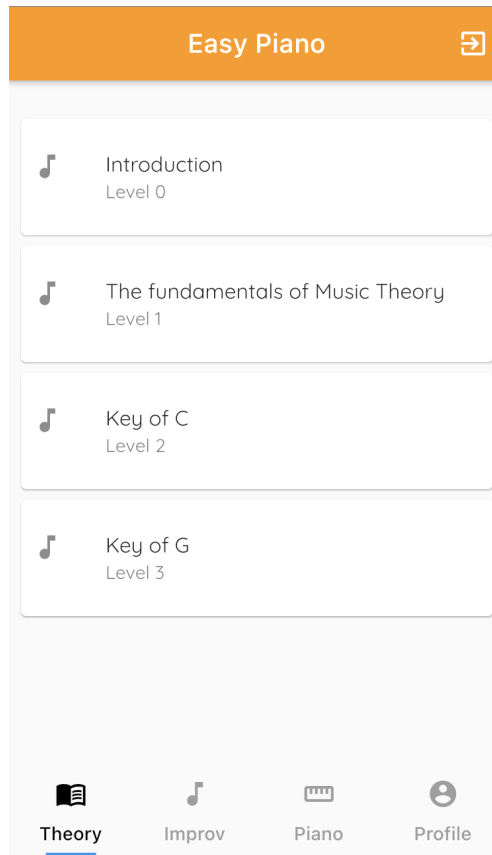 Easy Piano
Introduction
Level 0
The fundamentals of Music Theory
Level 1
Key of C
Level 2
Key of G
Level 3
Theory Improv Piano Profile